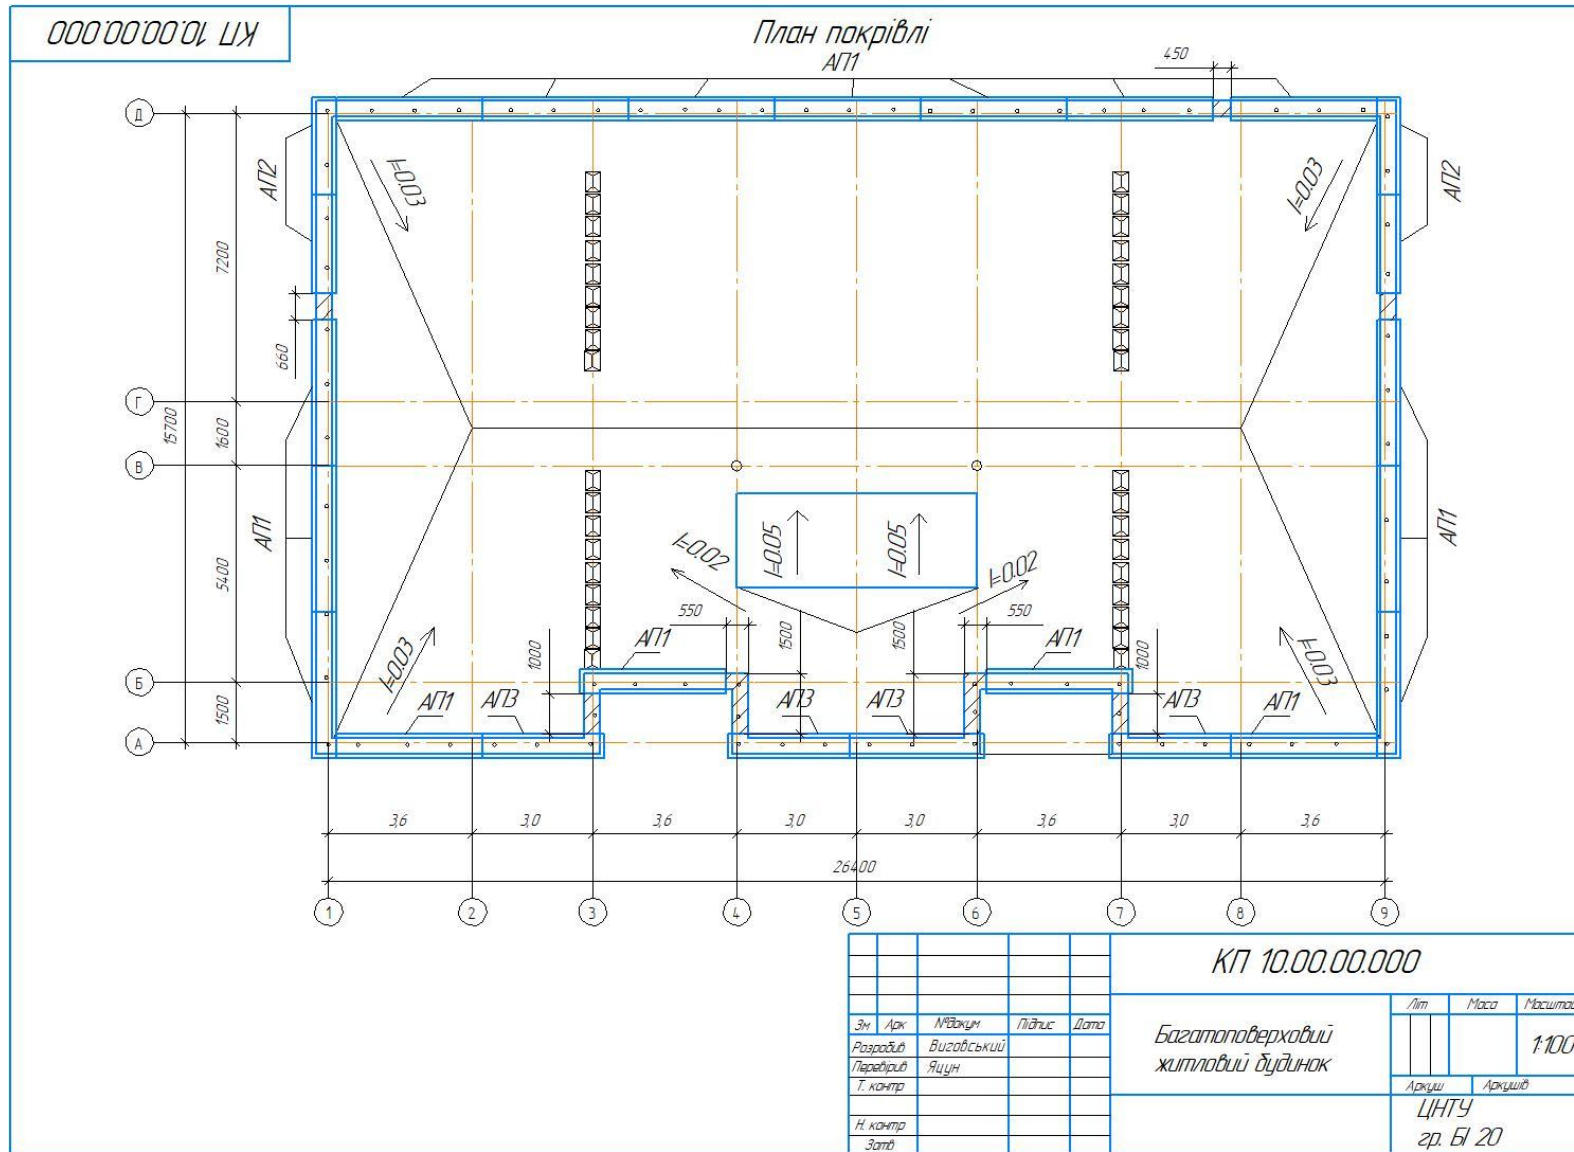 КП 10.00.00.000
План покрівлі
АП1
450
Д
АП2
I=0.03
I=0.03
АП2
7200
660
Г
15700
1600
В
АП1
5400
I=0.02
I=0.05
I=0.05
I=0.02
АП1
550
1500
1500
550
АП1
АП1
1000
1000
I=0.03
I=0.03
Б
1500
АП1
АП3
АП3
АП3
АП3
АП1
А
3,6
3,0
3,6
3,0
3,0
3,6
3,0
3,6
26400
1
2
3
4
5
6
7
8
9
КП 10.00.00.000
Зм Арк №докум Підпис Дата
Розробив Виговський
Перевірив Яцун
Т. контр
Н. контр
Затв
Багатоповерховий
житловий будинок
Літ Маса Масштаб
1:100
Аркуш Аркушів
ЦНТУ
гр. БІ 20